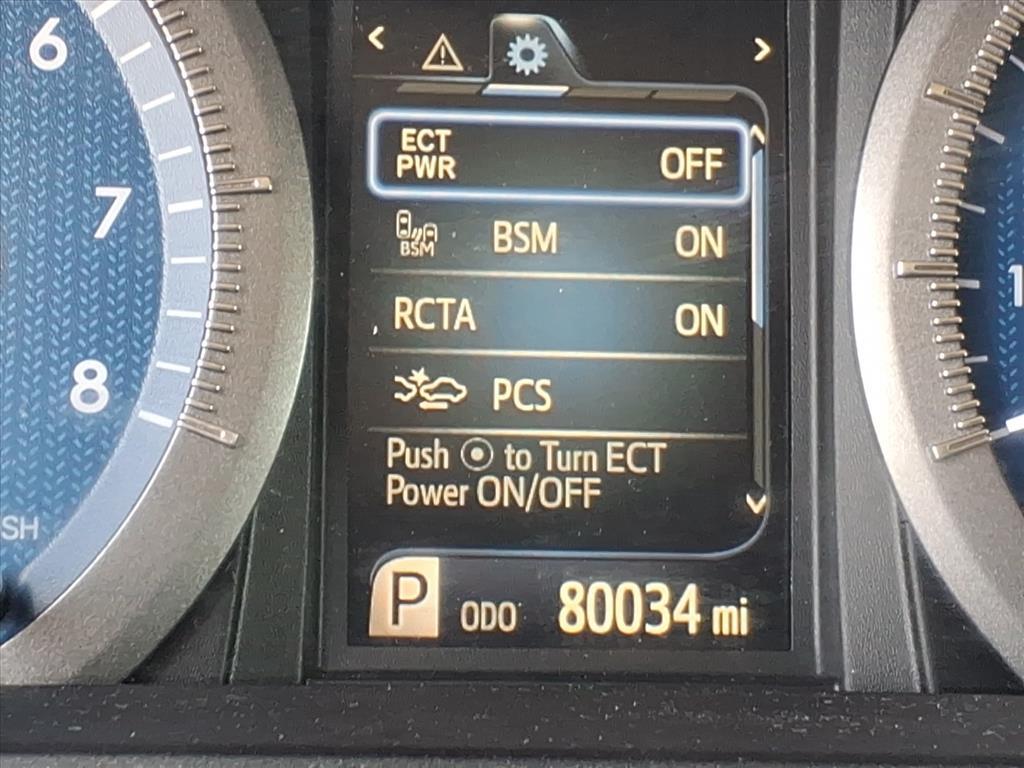 6
7
8
SH
ECT
PWR OFF
BSM BSM ON
RCTA ON
PCS
Push to Turn ECT
Power ON/OFF
P ODO 80034 mi
1